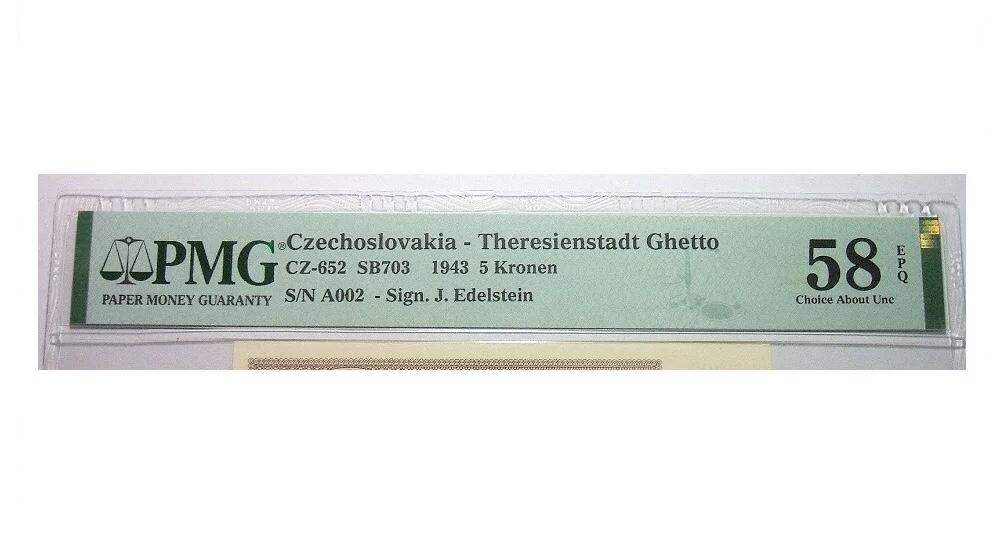 PMG®
PAPER MONEY GUARANTY
Czechoslovakia - Theresienstadt Ghetto
CZ-652 SB703 1943 5 Kronen
S/N A002 - Sign. J. Edelstein
58
EPQ
Choice About Unc